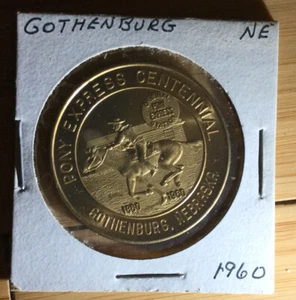 GOTHENBURG NE
PONY EXPRESS CENTENNIAL
1860 1960
GOTHENBURG, NEBRASKA
1960